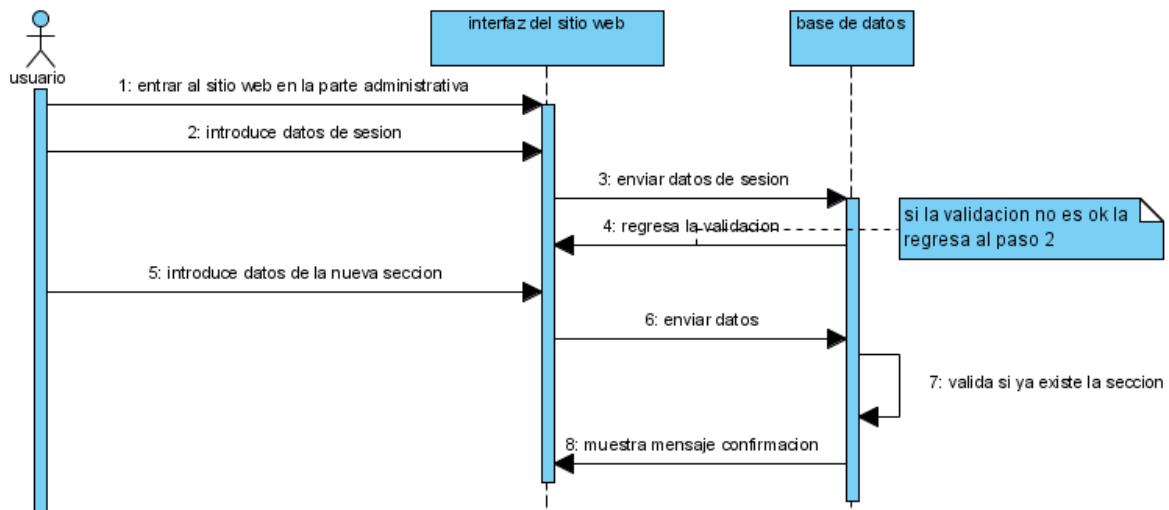 interfaz del sitio web
base de datos
usuario
1: entrar al sitio web en la parte administrativa
2: introduce datos de sesion
3: enviar datos de sesion
si la validacion no es ok la
regresa al paso 2
4: regresa la validacion
5: introduce datos de la nueva seccion
6: enviar datos
7: valida si ya existe la seccion
8: muestra mensaje confirmacion